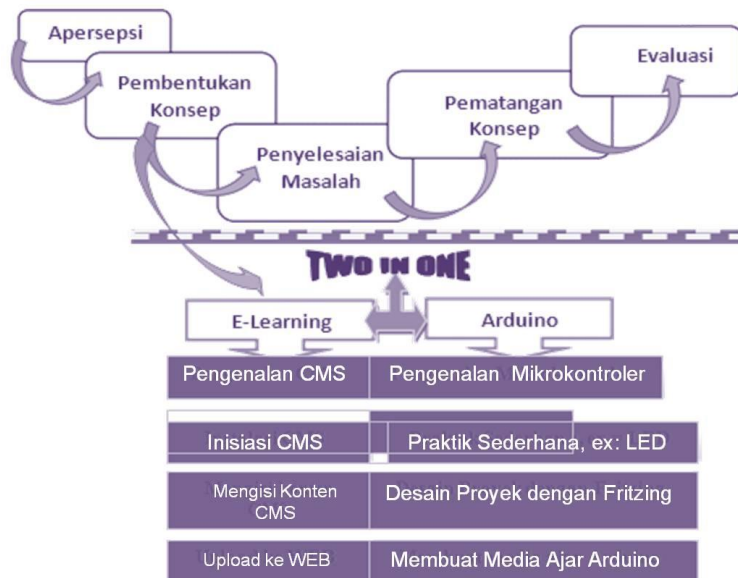 Apersepsi
Pembentukan
Konsep
Penyelesaian
Masalah
Pematangan
Konsep
Evaluasi
TWO IN ONE
E-Learning
Arduino
Pengenalan CMS
Pengenalan Mikrokontroler
Inisiasi CMS
Praktik Sederhana, ex: LED
Mengisi Konten
CMS
Desain Proyek dengan Fritzing
Upload ke WEB
Membuat Media Ajar Arduino